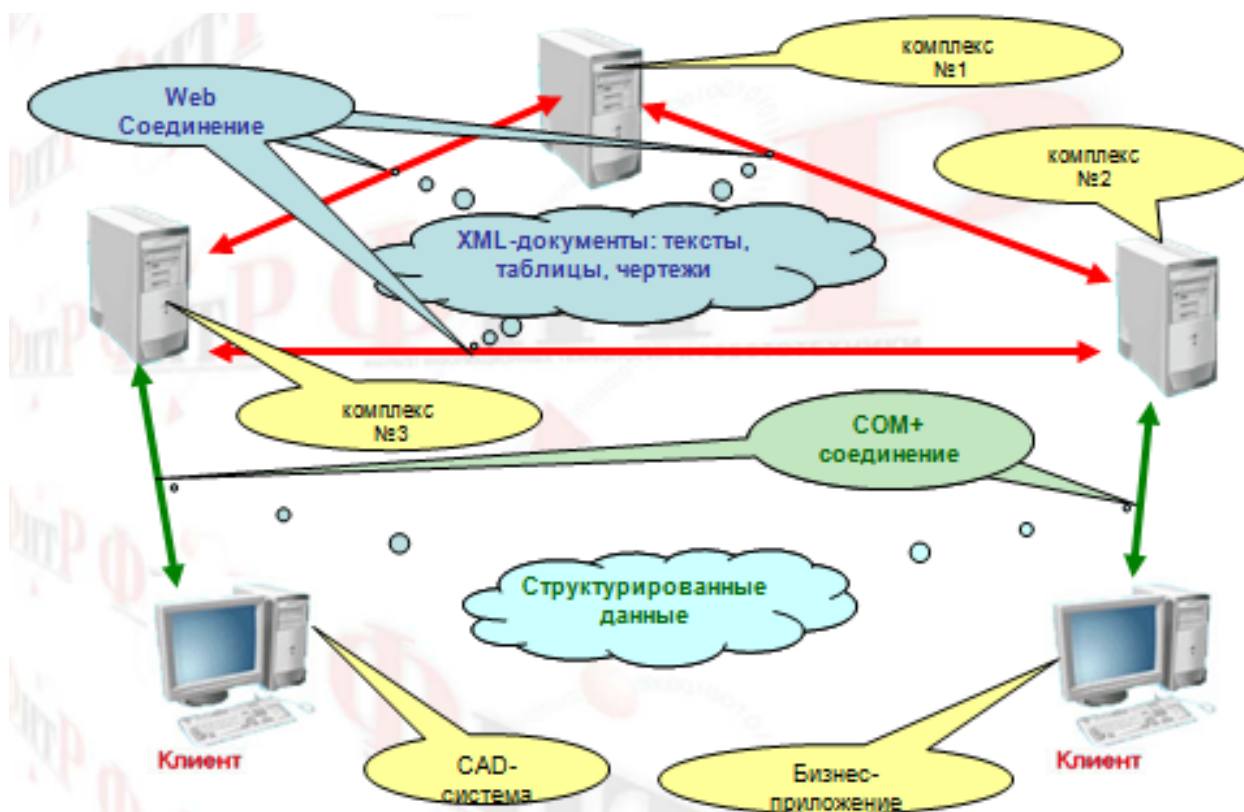 комплекс
№1
Web
Соединение
комплекс
№2
XML-документы: тексты,
таблицы, чертежи
комплекс
№3
COM+
соединение
Структурированные
данные
Клиент
CAD-
система
Бизнес-
приложение
Клиент